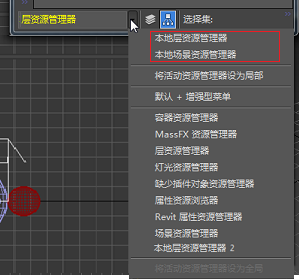 层资源管理器
选择集:
本地层资源管理器
本地场景资源管理器
将活动资源管理器设为局部
默认 + 增强型菜单
容器资源管理器
MassFX 资源管理器
层资源管理器
灯光资源管理器
缺少插件对象资源管理器
属性资源浏览器
Revit 属性资源管理器
场景资源管理器
本地层资源管理器 2
将活动资源管理器设为全局